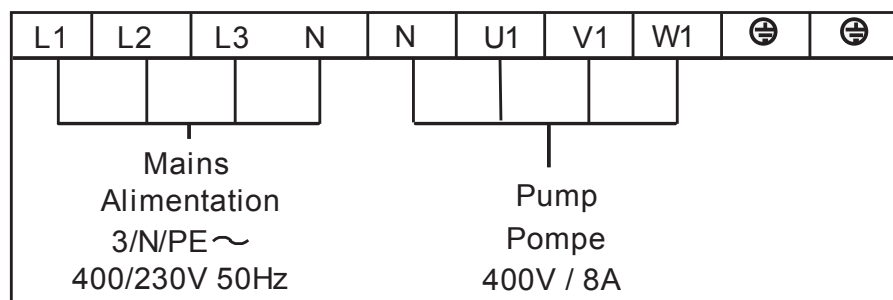 L1 L2 L3 N N U1 V1 W1
Mains
Alimentation
3/N/PE～
400/230V 50Hz
Pump
Pompe
400V / 8A